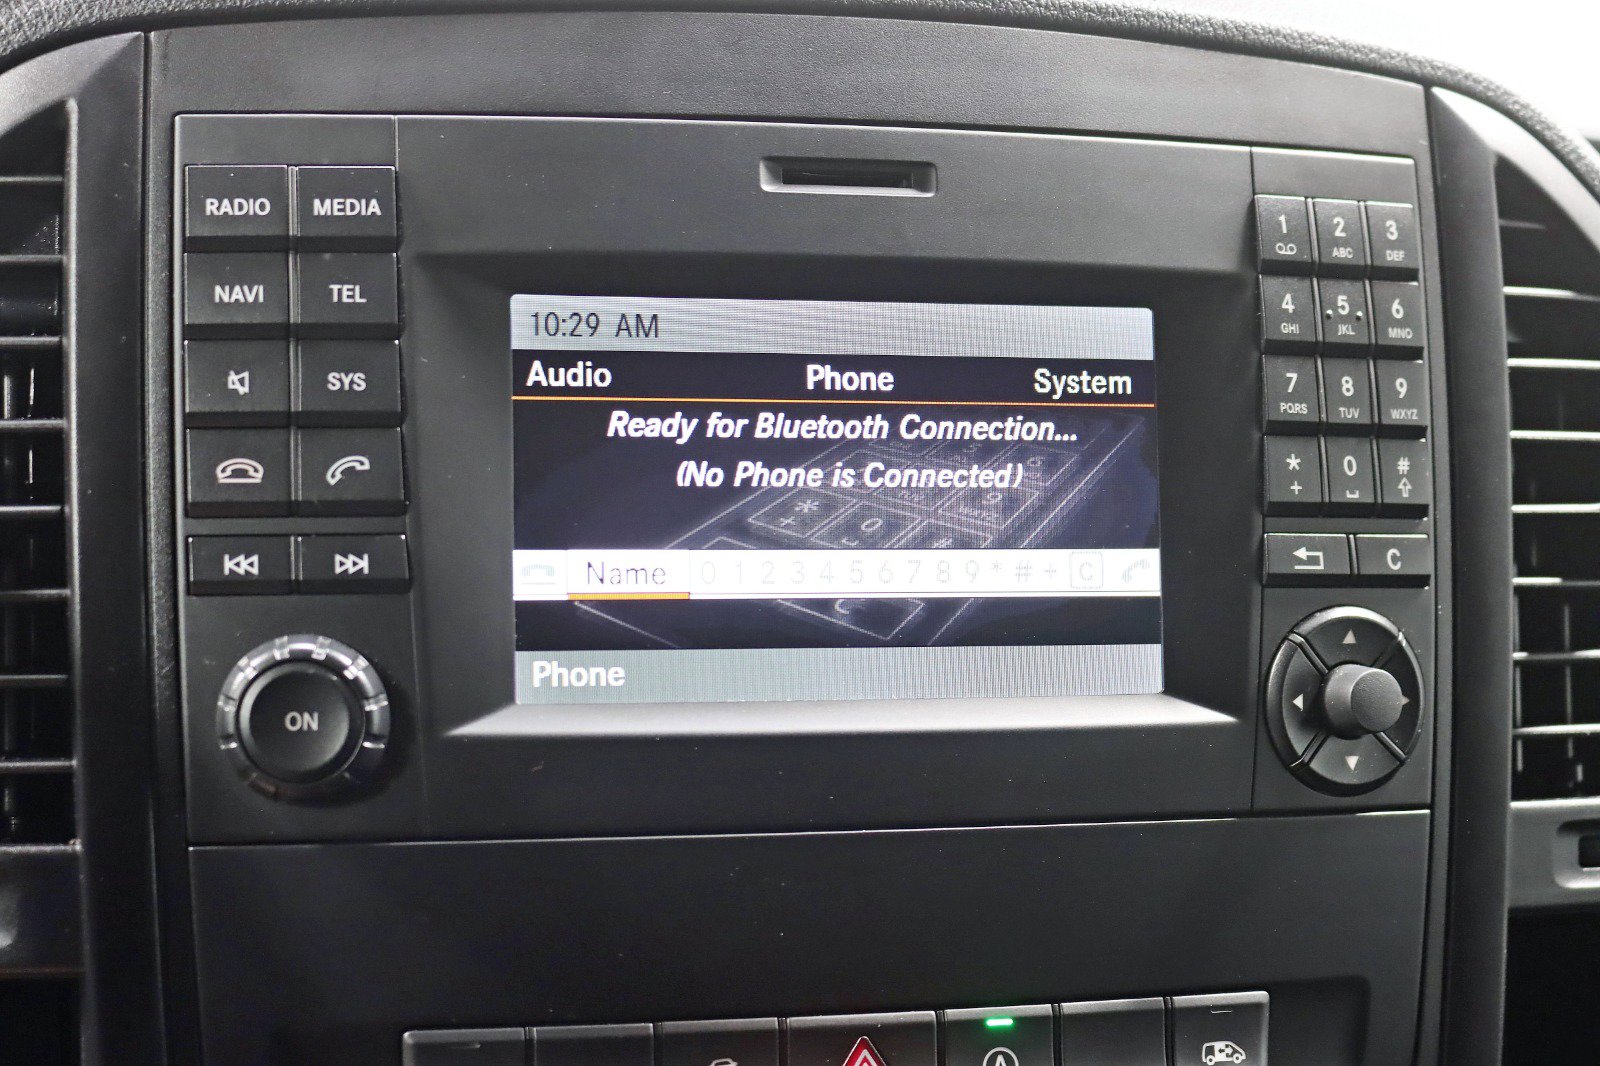 RADIO MEDIA
NAVI TEL
SYS
ON
10:29 AM
Audio Phone System
Ready for Bluetooth Connection...
(No Phone is Connected)
Name 0 1 2 3 4 5 6 7 8 9 * # + C
Phone
1 2 3
ABC DEF
4 5 6
GHI JKL MNO
7 8 9
PQRS TUV WXYZ
* 0 #
+
C
A